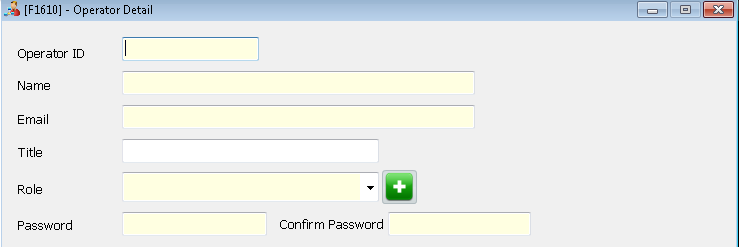 [F1610] - Operator Detail
Operator ID
Name
Email
Title
Role
Password Confirm Password